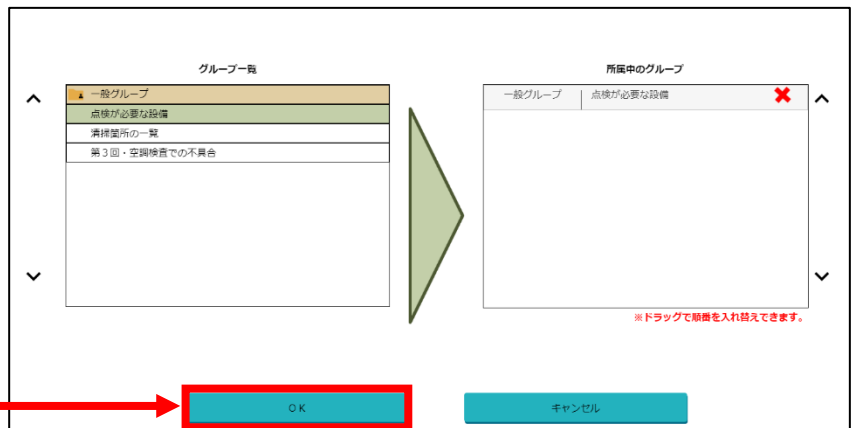 グループ一覧
一般グループ
点検が必要な設備
清掃箇所の一覧
第３回・空調検査での不具合
所属中のグループ
一般グループ 点検が必要な設備
※ドラッグで順番を入れ替えできます。
ＯＫ
キャンセル